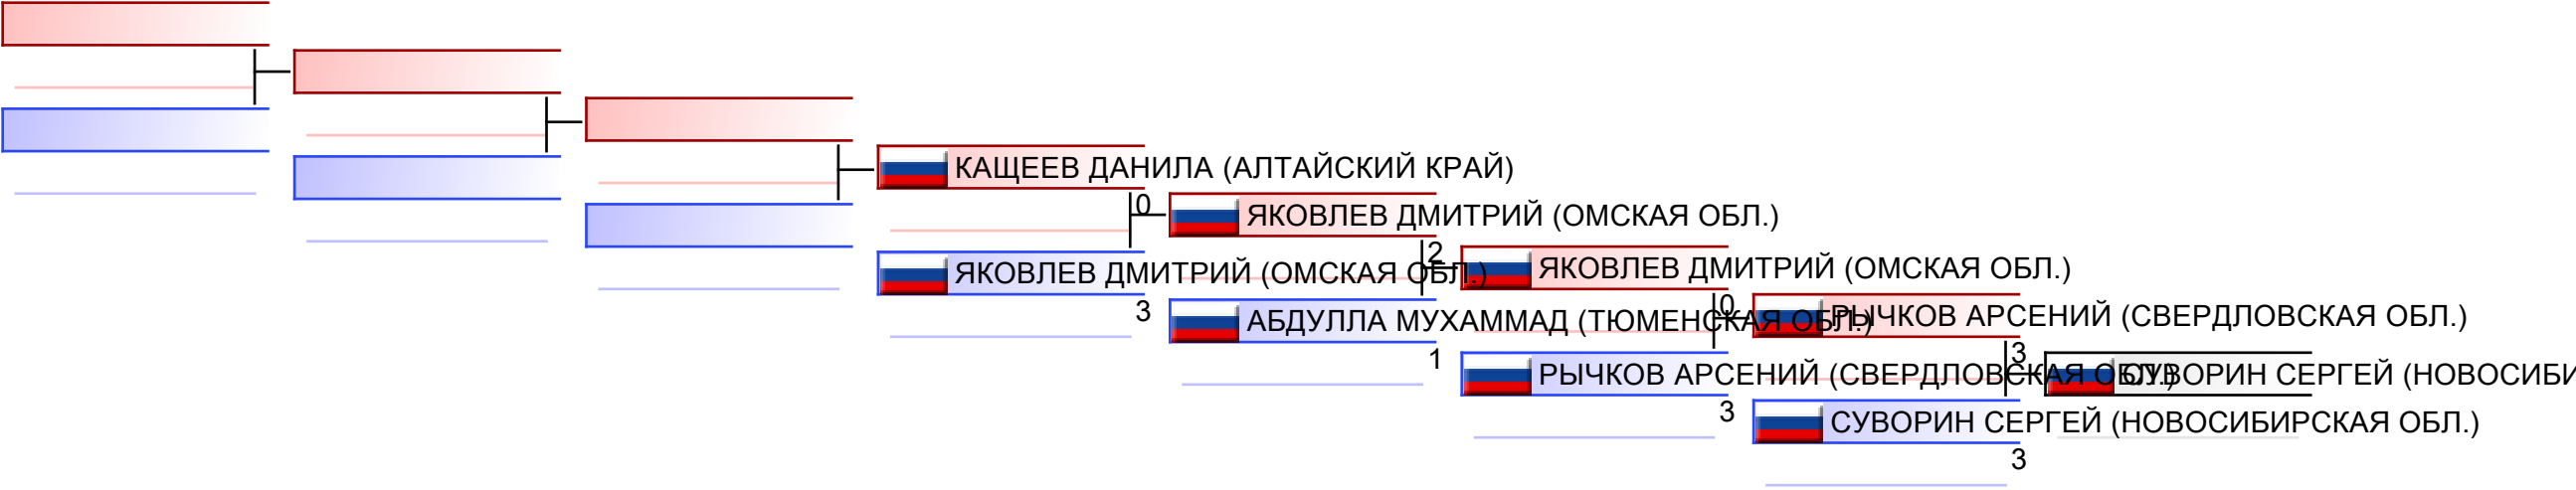 КАЩЕЕВ ДАНИЛА (АЛТАЙСКИЙ КРАЙ)
0
ЯКОВЛЕВ ДМИТРИЙ (ОМСКАЯ ОБЛ.)
3
ЯКОВЛЕВ ДМИТРИЙ (ОМСКАЯ ОБЛ.)
2
АБДУЛЛА МУХАММАД (ТЮМЕНСКАЯ ОБЛ.)
1
ЯКОВЛЕВ ДМИТРИЙ (ОМСКАЯ ОБЛ.)
0
РЫЧКОВ АРСЕНИЙ (СВЕРДЛОВСКАЯ ОБЛ.)
3
РЫЧКОВ АРСЕНИЙ (СВЕРДЛОВСКАЯ ОБЛ.)
3
СУВОРИН СЕРГЕЙ (НОВОСИБИРСКАЯ ОБЛ.)
3
СУВОРИН СЕРГЕЙ (НОВОСИБИ